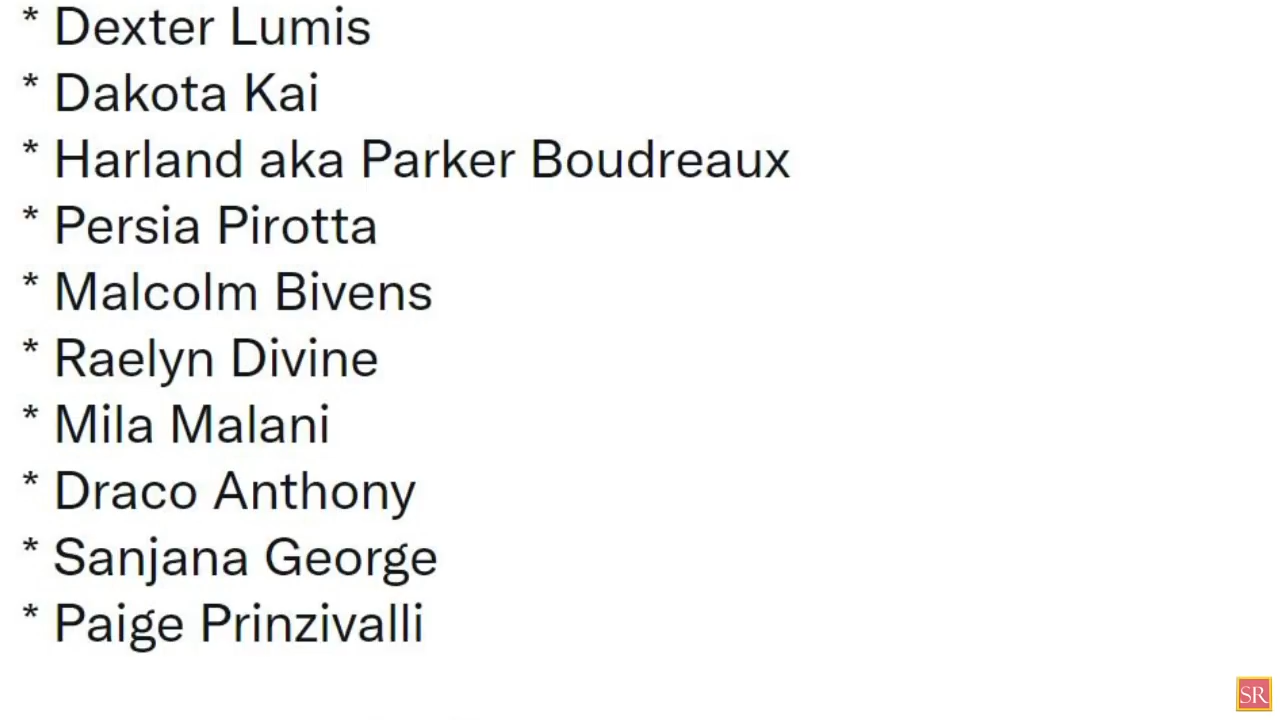 * Dexter Lumis
* Dakota Kai
* Harland aka Parker Boudreaux
* Persia Pirotta
* Malcolm Bivens
* Raelyn Divine
* Mila Malani
* Draco Anthony
* Sanjana George
* Paige Prinzivalli
SR